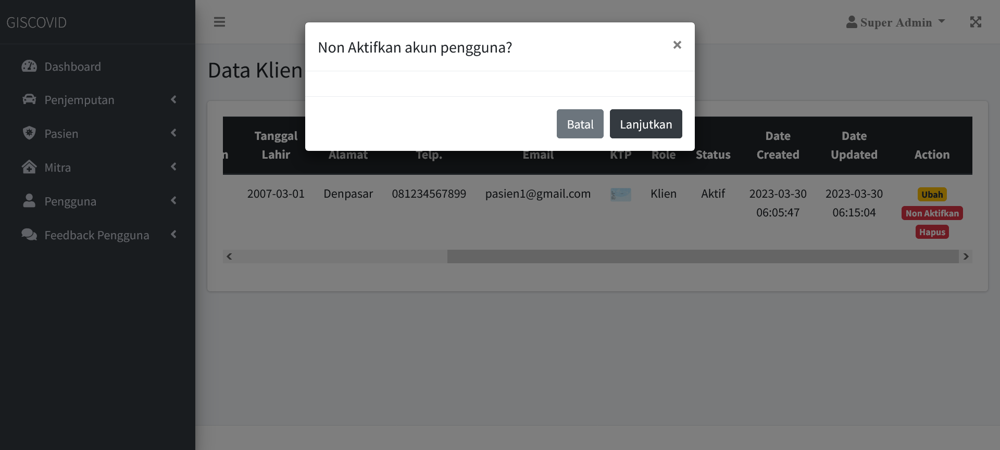 GISCOVID
Super Admin
Dashboard
Penjemputan
Pasien
Mitra
Pengguna
Feedback Pengguna
Non Aktifkan akun pengguna?
×
Batal
Lanjutkan
Data Klien
Tanggal Lahir
Alamat
Telp.
Email
KTP
Role
Status
Date Created
Date Updated
Action
2007-03-01
Denpasar
081234567899
pasien1@gmail.com
Klien
Aktif
2023-03-30
06:05:47
2023-03-30
06:15:04
Ubah
Non Aktifkan
Hapus